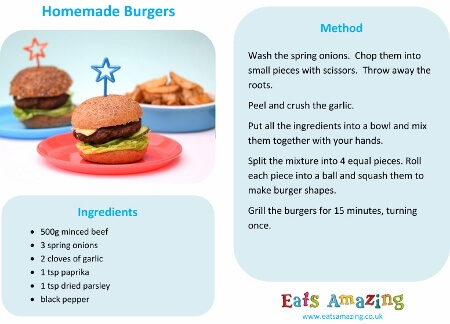 Homemade Burgers
Ingredients
• 500g minced beef
• 3 spring onions
• 2 cloves of garlic
• 1 tsp paprika
• 1 tsp dried parsley
• black pepper
Method
Wash the spring onions. Chop them into
small pieces with scissors. Throw away the
roots.
Peel and crush the garlic.
Put all the ingredients into a bowl and mix
them together with your hands.
Split the mixture into 4 equal pieces. Roll
each piece into a ball and squash them to
make burger shapes.
Grill the burgers for 15 minutes, turning
once.
Eats Amazing
www.eatsamazing.co.uk